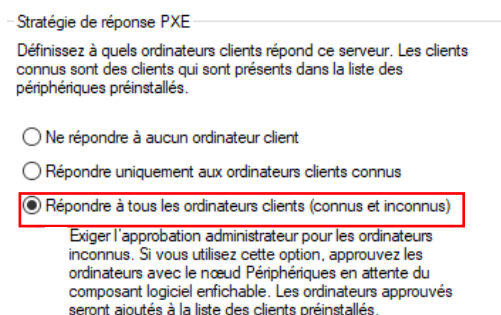 Stratégie de réponse PXE
Définissez à quels ordinateurs clients répond ce serveur. Les clients
connus sont des clients qui sont présents dans la liste des
périphériques préinstallés.
Ne répondre à aucun ordinateur client
Répondre uniquement aux ordinateurs clients connus
Répondre à tous les ordinateurs clients (connus et inconnus)
Exiger l'approbation administrateur pour les ordinateurs
inconnus. Si vous utilisez cette option, approuvez les
ordinateurs avec le nœud Périphériques en attente du
composant logiciel enfichable. Les ordinateurs approuvés
seront ajoutés à la liste des clients préinstallés.